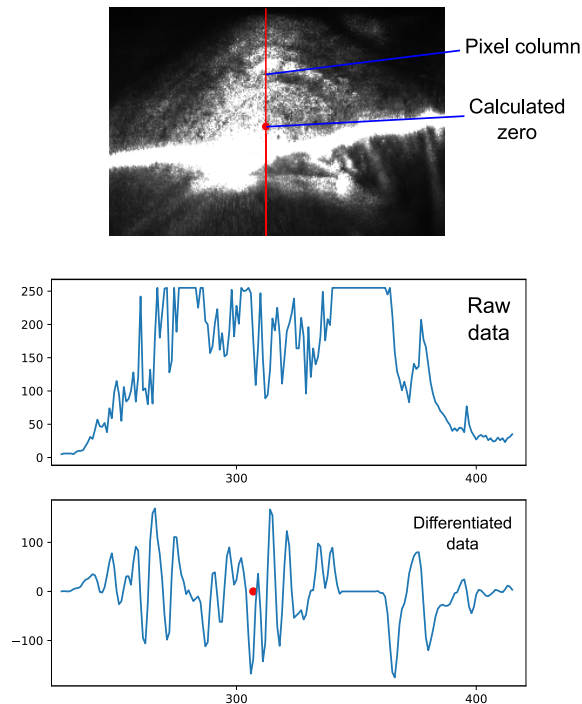 Pixel column
Calculated
zero
250
200
150
100
50
0
Raw
data
300
400
100
0
−100
Differentiated
data
300
400